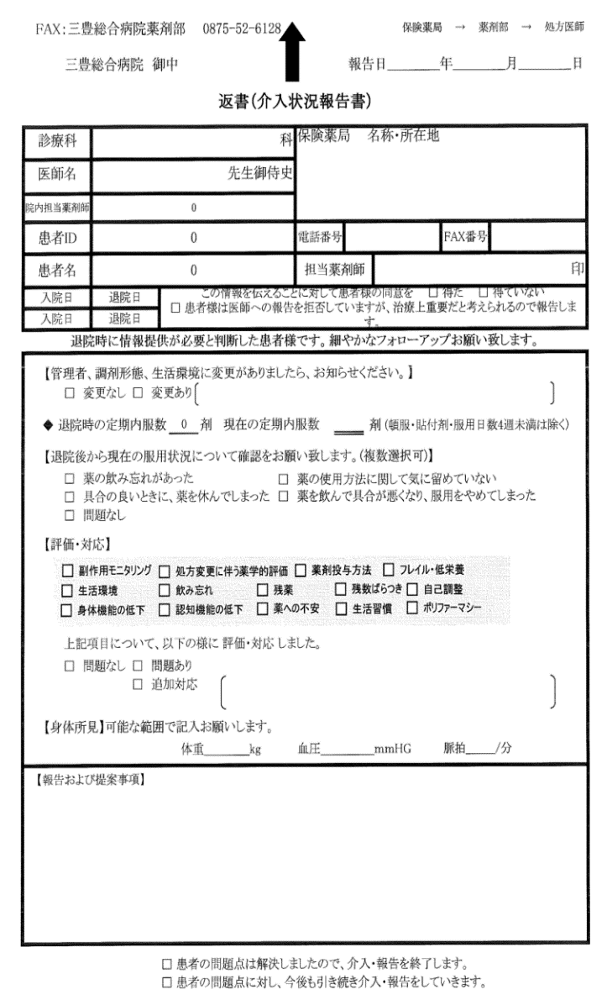 FAX:三豊総合病院薬剤部 0875-52-6128
保険薬局 → 薬剤部 → 処方医師
三豊総合病院 御中
報告日______年______月______日
返書(介入状況報告書)
診療科 科
保険薬局 名称・所在地
医師名 先生御侍史
院内担当薬剤師 0
患者ID 0
電話番号 FAX番号
患者名 0
担当薬剤師 印
入院日 退院日
入院日 退院日
この情報を伝えることに対して患者様の同意を □ 得た □ 得ていない
□ 患者様は医師への報告を拒否していますが、治療上重要だと考えられるので報告しま
す。
退院時に情報提供が必要と判断した患者様です。細やかなフォローアップお願い致します。
【管理者、調剤形態、生活環境に変更がありましたら、お知らせください。】
□ 変更なし □ 変更あり〔 〕
◆ 退院時の定期内服数 0 剤 現在の定期内服数 ____ 剤(頓服・貼付剤・服用日数4週未満は除く)
【退院後から現在の服用状況について確認をお願い致します。(複数選択可)】
□ 薬の飲み忘れがあった □ 薬の使用方法に関して気に留めていない
□ 具合の良いときに、薬を休んでしまった □ 薬を飲んで具合が悪くなり、服用をやめてしまった
□ 問題なし
【評価・対応】
□ 副作用モニタリング □ 処方変更に伴う薬学的評価 □ 薬剤投与方法 □ フレイル・低栄養
□ 生活環境 □ 飲み忘れ □ 残薬 □ 残数ばらつき □ 自己調整
□ 身体機能の低下 □ 認知機能の低下 □ 薬への不安 □ 生活習慣 □ ポリファーマシー
上記項目について、以下の様に 評価・対応 しました。
□ 問題なし □ 問題あり
□ 追加対応 〔 〕
【身体所見】可能な範囲で記入お願いします。
体重______kg 血圧______mmHG 脈拍____/分
【報告および提案事項】
□ 患者の問題点は解決しましたので、介入・報告を終了します。
□ 患者の問題点に対し、今後も引き続き介入・報告をしていきます。